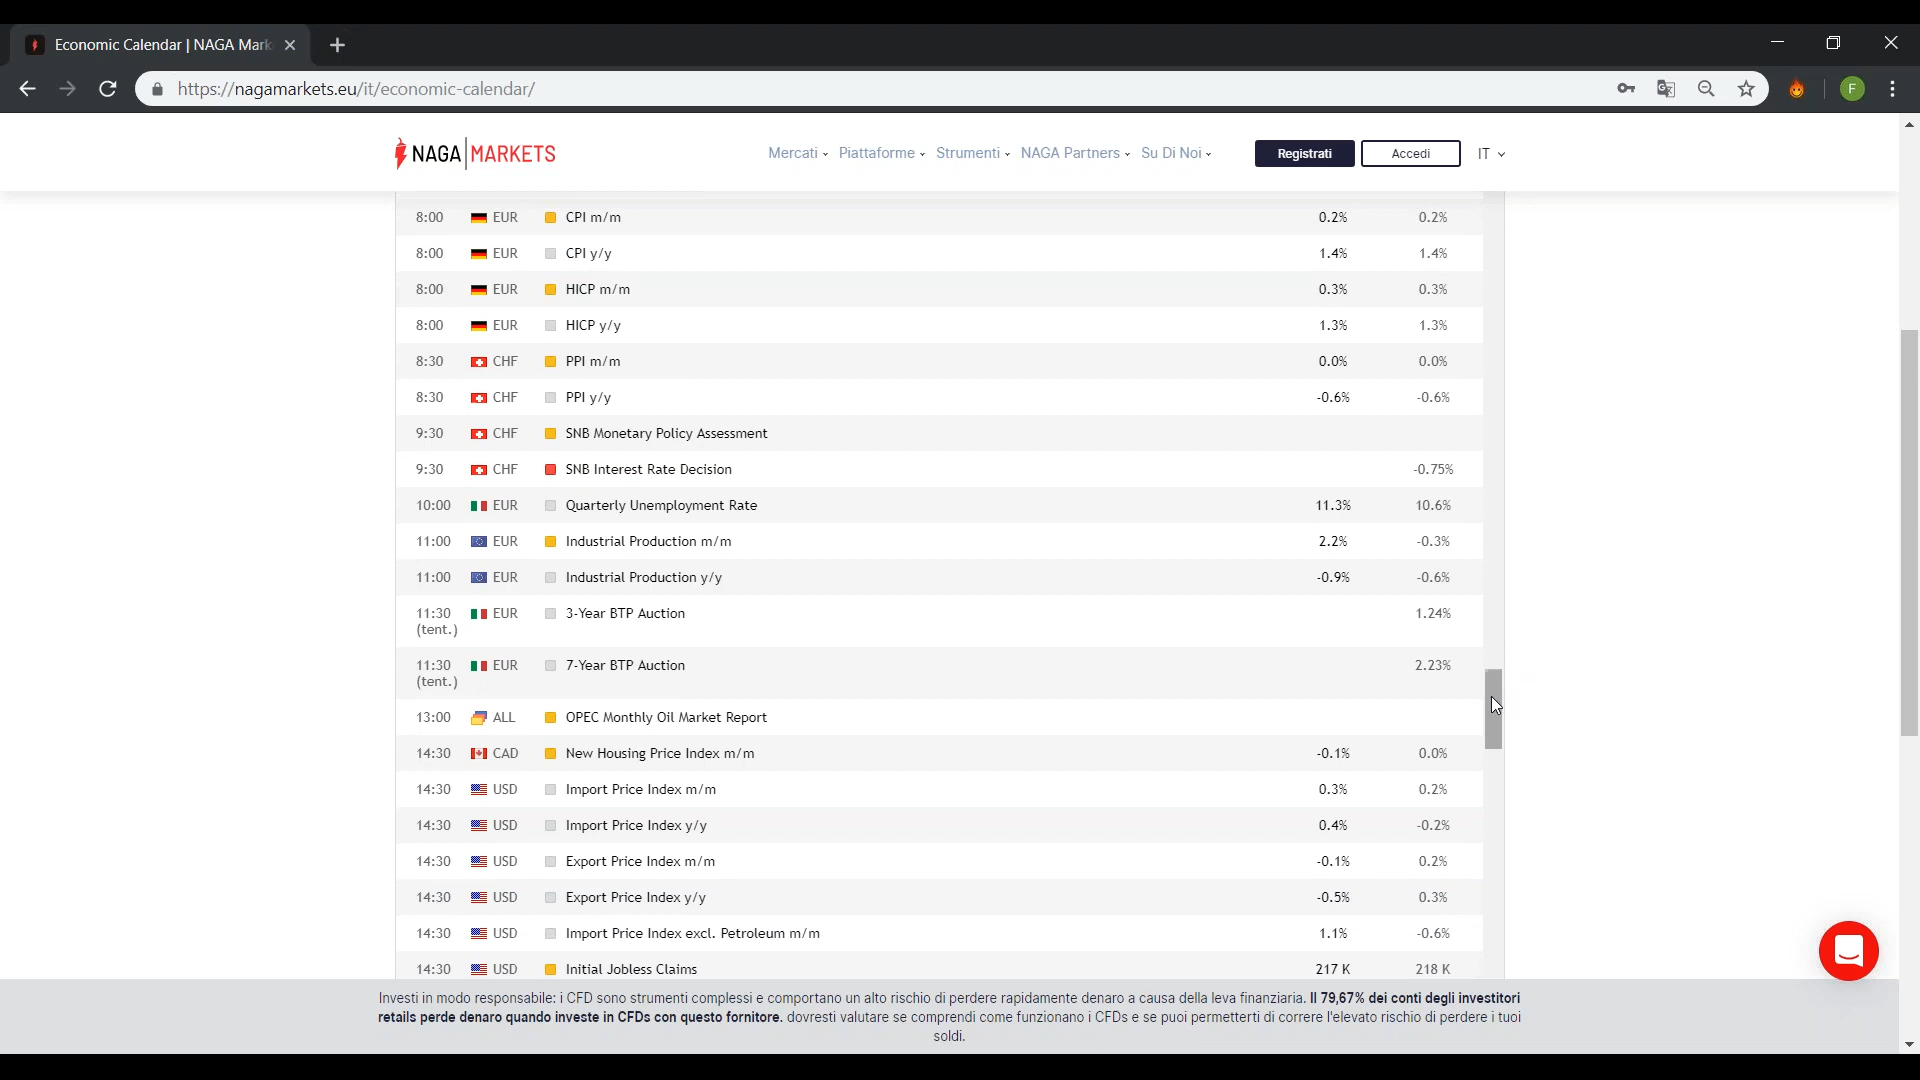 Economic Calendar | NAGA Mark
https://nagamarkets.eu/it/economic-calendar/
F
NAGA MARKETS
Mercati
Piattaforme
Strumenti
NAGA Partners
Su Di Noi
Registrati
Accedi
IT
8:00 EUR CPI m/m 0.2% 0.2%
8:00 EUR CPI y/y 1.4% 1.4%
8:00 EUR HICP m/m 0.3% 0.3%
8:00 EUR HICP y/y 1.3% 1.3%
8:30 CHF PPI m/m 0.0% 0.0%
8:30 CHF PPI y/y -0.6% -0.6%
9:30 CHF SNB Monetary Policy Assessment
9:30 CHF SNB Interest Rate Decision -0.75%
10:00 EUR Quarterly Unemployment Rate 11.3% 10.6%
11:00 EUR Industrial Production m/m 2.2% -0.3%
11:00 EUR Industrial Production y/y -0.9% -0.6%
11:30 EUR 3-Year BTP Auction 1.24%
(tent.)
11:30 EUR 7-Year BTP Auction 2.23%
(tent.)
13:00 ALL OPEC Monthly Oil Market Report
14:30 CAD New Housing Price Index m/m -0.1% 0.0%
14:30 USD Import Price Index m/m 0.3% 0.2%
14:30 USD Import Price Index y/y 0.4% -0.2%
14:30 USD Export Price Index m/m -0.1% 0.2%
14:30 USD Export Price Index y/y -0.5% 0.3%
14:30 USD Import Price Index excl. Petroleum m/m 1.1% -0.6%
14:30 USD Initial Jobless Claims 217 K 218 K
Investi in modo responsabile: i CFD sono strumenti complessi e comportano un alto rischio di perdere rapidamente denaro a causa della leva finanziaria. Il 79,67% dei conti degli investitori
retails perde denaro quando investe in CFDs con questo fornitore. dovresti valutare se comprendi come funzionano i CFDs e se puoi permetterti di correre l'elevato rischio di perdere i tuoi
soldi.